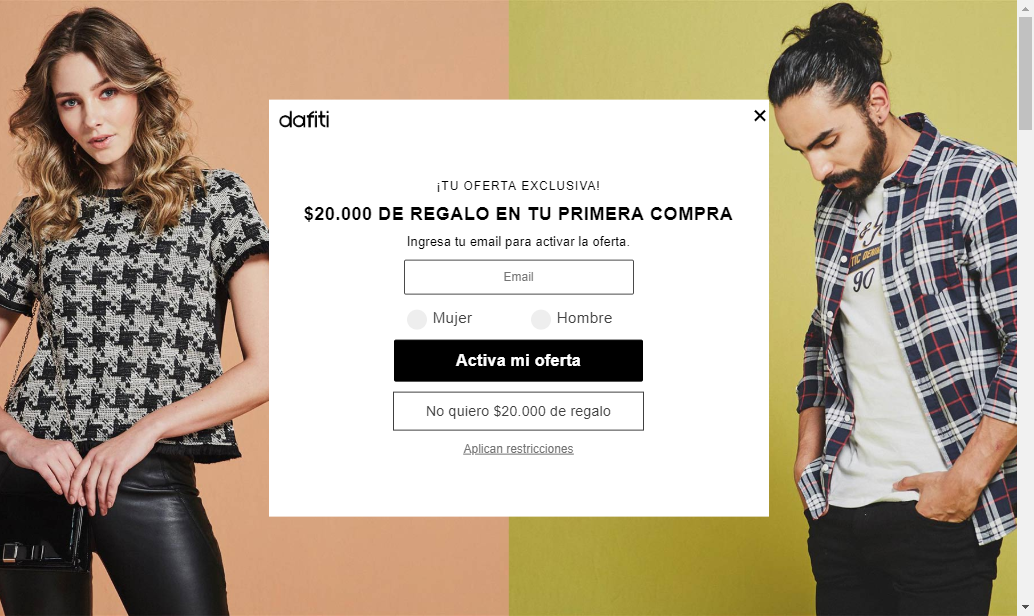 dafiti
¡TU OFERTA EXCLUSIVA!
$20.000 DE REGALO EN TU PRIMERA COMPRA
Ingresa tu email para activar la oferta.
Email
Mujer Hombre
Activa mi oferta
No quiero $20.000 de regalo
Aplican restricciones
90